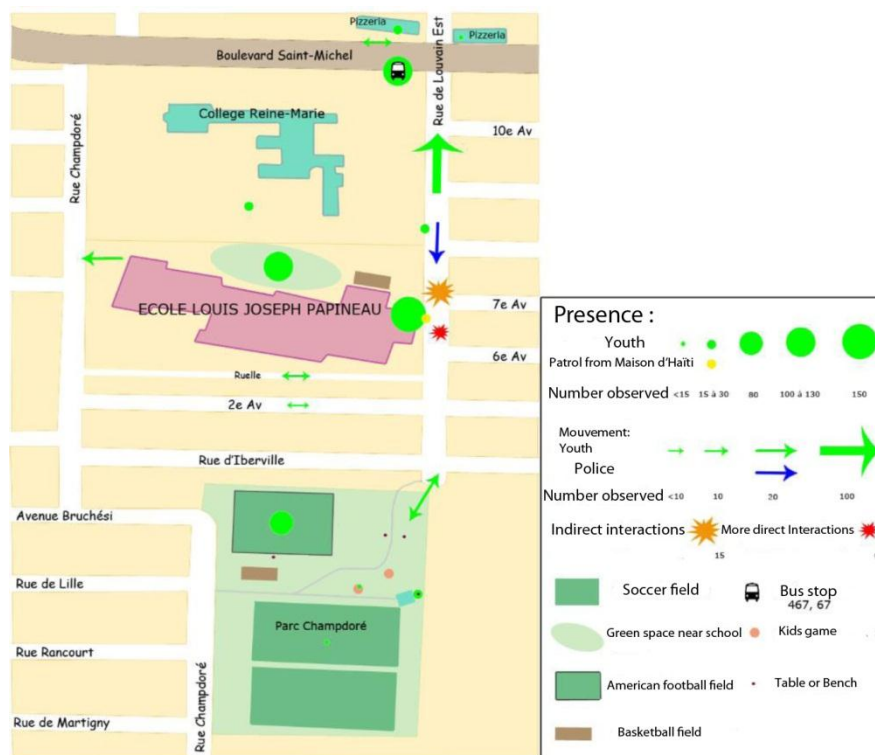 Pizzeria
Pizzeria
Rue de Louvain Est
Boulevard Saint-Michel
College Reine-Marie
10e Av
Rue Champdoré
7e Av
ECOLE LOUIS JOSEPH PAPINEAU
6e Av
Ruelle
2e Av
Rue d'Iberville
Avenue Bruchési
Rue de Lille
Parc Champdoré
Rue Rancourt
Rue Champdoré
Rue de Martigny
Presence :
Youth
Patrol from Maison d'Haïti
Number observed <15 15 à 30 80 100 à 130 150
Mouvement:
Youth
Police
Number observed <10 10 20 100
Indirect interactions More direct Interactions
15
Soccer field Bus stop
467, 67
Green space near school Kids game
American football field Table or Bench
Basketball field